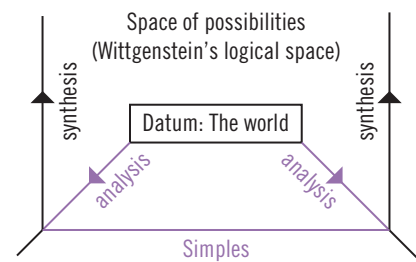 Space of possibilities
(Wittgenstein’s logical space)
synthesis
synthesis
Datum: The world
analysis
analysis
Simples